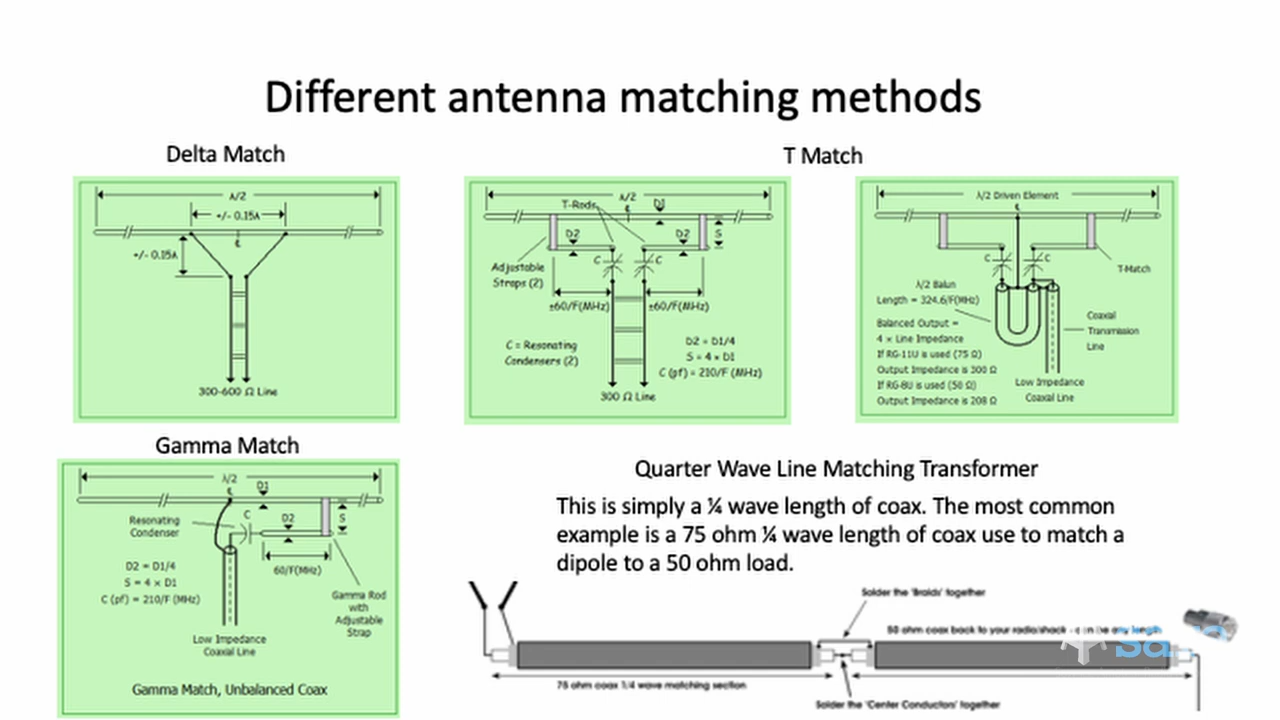 Different antenna matching methods
Delta Match
T Match
λ/2
+/- 0.15λ
℄
+/- 0.15λ
300-600 Ω Line
λ/2
℄
T-Rods
D1
D2
D2
S
C
C
Adjustable
Straps (2)
±60/F(MHz)
±60/F(MHz)
C = Resonating
Condensers (2)
D2 = D1/4
S = 4 x D1
C (pf) = 210/F (MHz)
300 Ω Line
λ/2 Driven Element
℄
C
C
T-Match
λ/2 Balun
Length = 324.6/F(MHz)
Balanced Output =
4 x Line Impedance
If RG-11U is used (75 Ω)
Output Impedance is 300 Ω
If RG-8U is used (50 Ω)
Output Impedance is 208 Ω
Coaxial
Transmission
Line
Low Impedance
Coaxial Line
Gamma Match
λ/2
℄
D1
Resonating
Condenser
C
D2
S
60/F(MHz)
D2 = D1/4
S = 4 x D1
C (pf) = 210/F (MHz)
Gamma Rod
with
Adjustable
Strap
Low Impedance
Coaxial Line
Gamma Match, Unbalanced Coax
Quarter Wave Line Matching Transformer
This is simply a ¼ wave length of coax. The most common
example is a 75 ohm ¼ wave length of coax use to match a
dipole to a 50 ohm load.
Solder the 'Braids' together
50 ohm coax back to your radio/shack - can be any length
75 ohm coax 1/4 wave matching section
Solder the 'Center Conductors' together